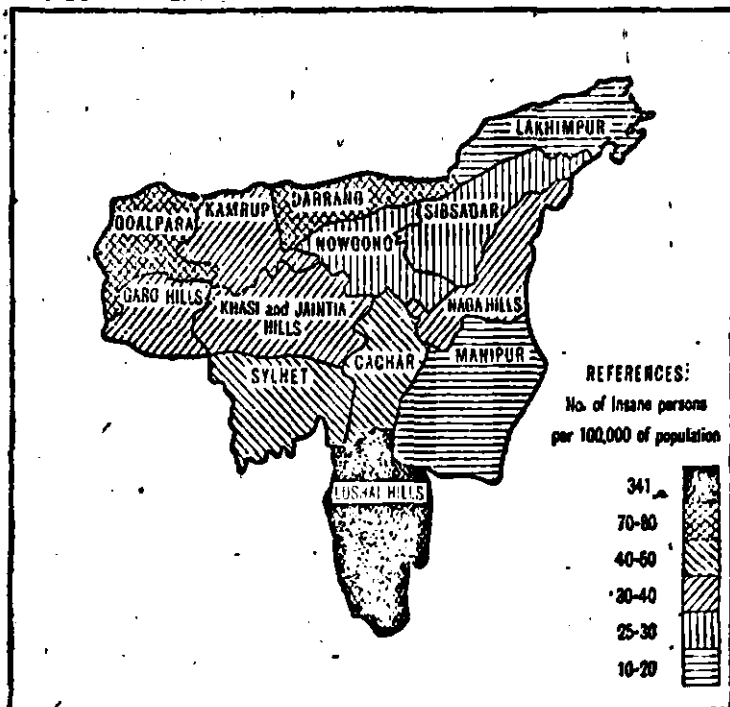 LAKHIMPUR
DARRANG
KAMRUP
GOALPARA
SIBSAGAR
NOWGONG
GARO HILLS
KHASI and JAINTIA
HILLS
NAGA HILLS
CACHAR
MANIPUR
SYLHET
LUSHAI HILLS
REFERENCES:
No. of Insane persons
per 100,000 of population
341
70-80
40-50
30-40
25-30
10-20